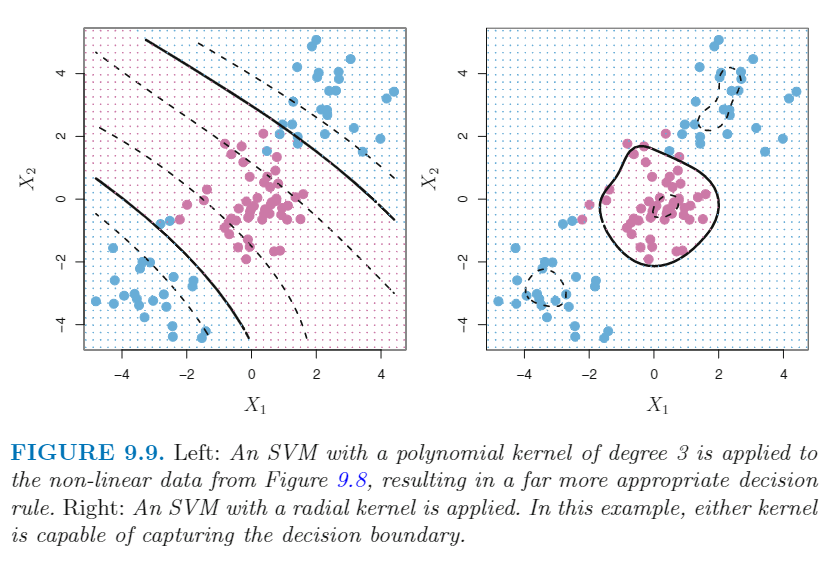 4
2
0
−2
−4
X2
−4 −2 0 2 4
X1
4
2
0
−2
−4
X2
−4 −2 0 2 4
X1
FIGURE 9.9. Left: An SVM with a polynomial kernel of degree 3 is applied to
the non-linear data from Figure 9.8, resulting in a far more appropriate decision
rule. Right: An SVM with a radial kernel is applied. In this example, either kernel
is capable of capturing the decision boundary.